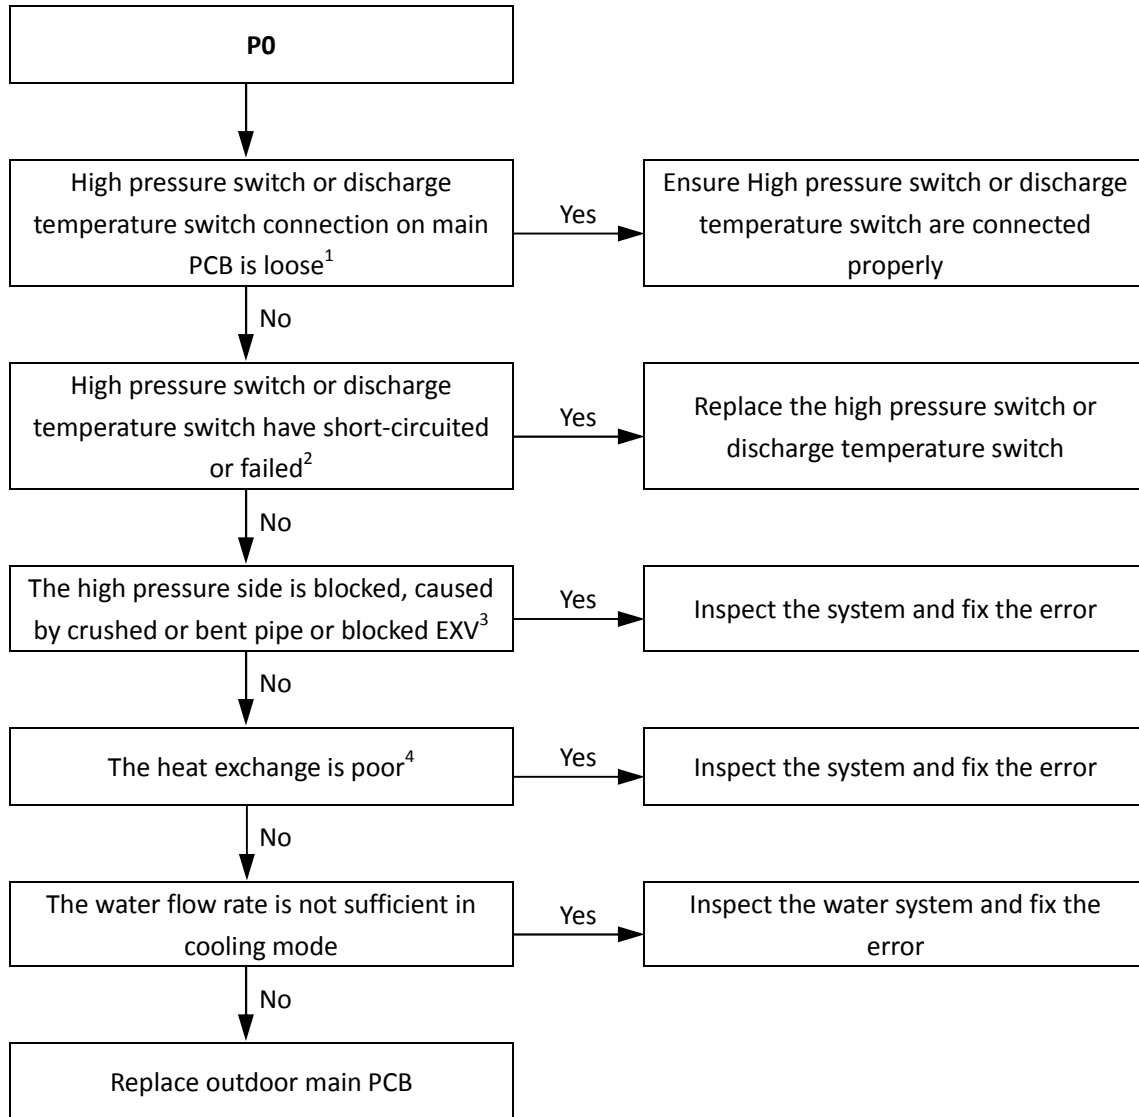 P0
High pressure switch or discharge
temperature switch connection on main
PCB is loose1
Yes
Ensure High pressure switch or discharge
temperature switch are connected
properly
No
High pressure switch or discharge
temperature switch have short-circuited
or failed2
Yes
Replace the high pressure switch or
discharge temperature switch
No
The high pressure side is blocked, caused
by crushed or bent pipe or blocked EXV3
Yes
Inspect the system and fix the error
No
The heat exchange is poor4
Yes
Inspect the system and fix the error
No
The water flow rate is not sufficient in
cooling mode
Yes
Inspect the water system and fix the
error
No
Replace outdoor main PCB